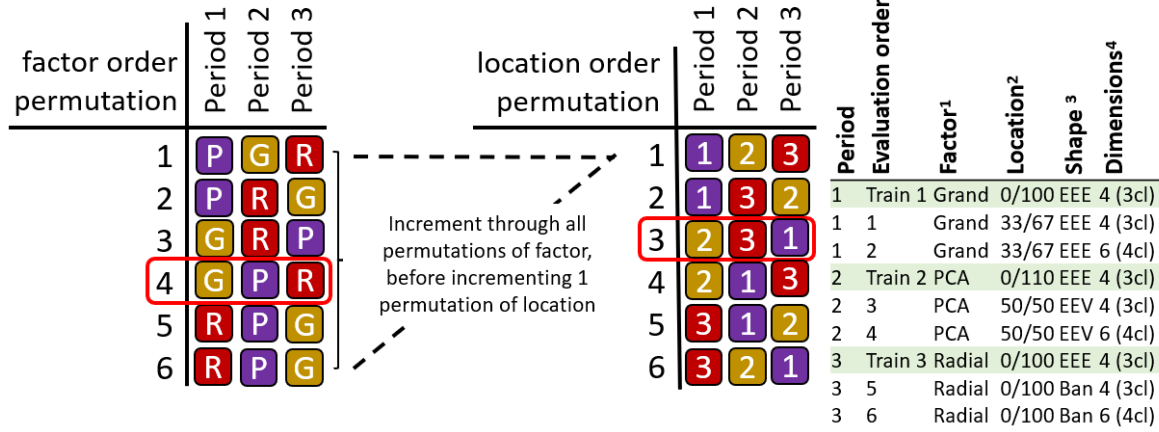 factor order
permutation
Period 1
Period 2
Period 3
1 P G R
2 P R G
3 G R P
4 G P R
5 R P G
6 R P G
Increment through all
permutations of factor,
before incrementing 1
permutation of location
location order
permutation
Period 1
Period 2
Period 3
1 1 2 3
2 1 3 2
3 2 3 1
4 2 1 3
5 3 1 2
6 3 2 1
Period
Evaluation order
Factor¹
Location²
Shape ³
Dimensions⁴
1 Train 1 Grand 0/100 EEE 4 (3cl)
1 1 Grand 33/67 EEE 4 (3cl)
1 2 Grand 33/67 EEE 6 (4cl)
2 Train 2 PCA 0/110 EEE 4 (3cl)
2 3 PCA 50/50 EEV 4 (3cl)
2 4 PCA 50/50 EEV 6 (4cl)
3 Train 3 Radial 0/100 EEE 4 (3cl)
3 5 Radial 0/100 Ban 4 (3cl)
3 6 Radial 0/100 Ban 6 (4cl)